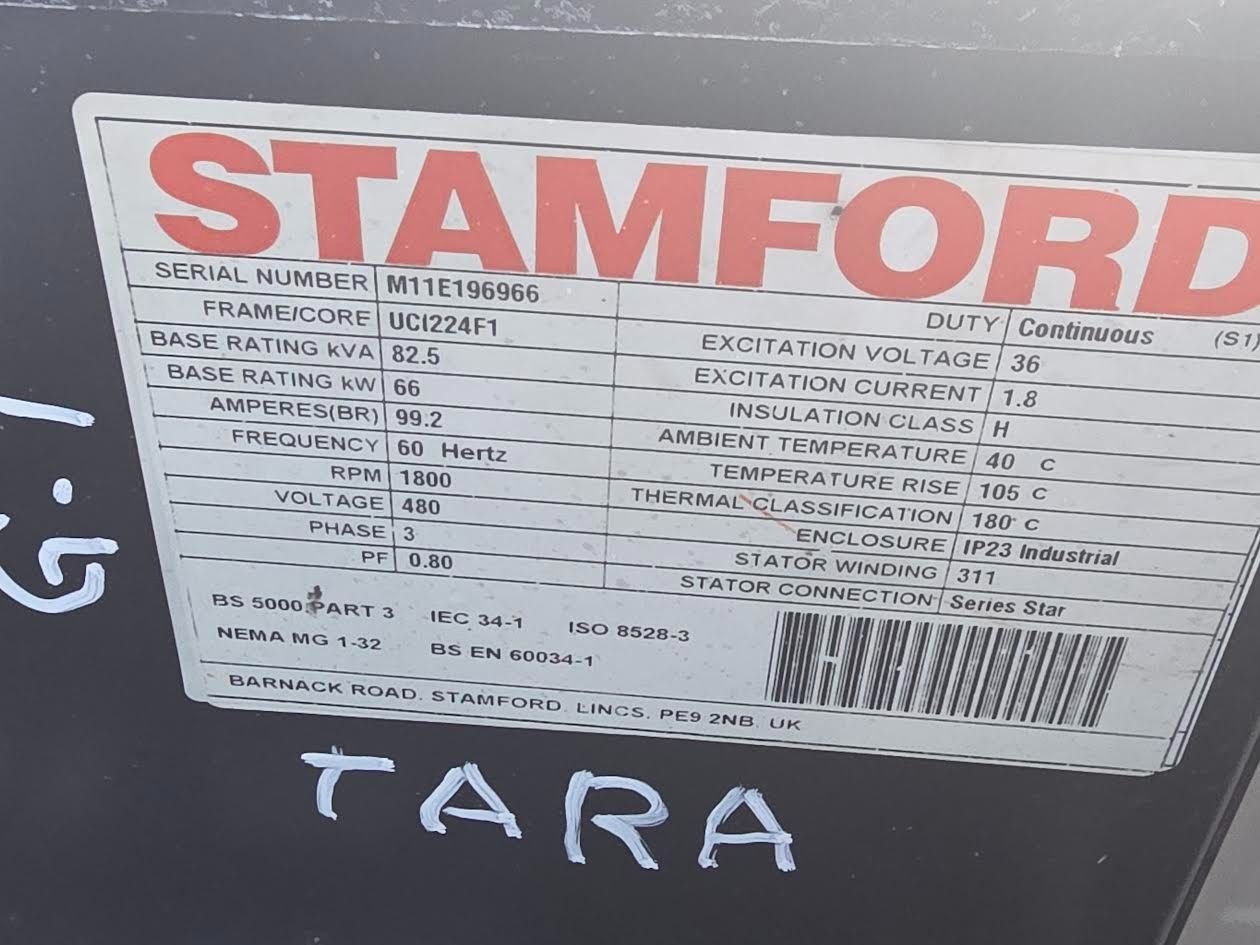 STAMFORD
SERIAL NUMBER M11E196966
FRAME/CORE UCI224F1
BASE RATING kVA 82.5
BASE RATING kW 66
AMPERES(BR) 99.2
FREQUENCY 60 Hertz
RPM 1800
VOLTAGE 480
PHASE 3
PF 0.80
DUTY Continuous (S1)
EXCITATION VOLTAGE 36
EXCITATION CURRENT 1.8
INSULATION CLASS H
AMBIENT TEMPERATURE 40 C
TEMPERATURE RISE 105 C
THERMAL CLASSIFICATION 180 C
ENCLOSURE IP23 Industrial
STATOR WINDING 311
STATOR CONNECTION Series Star
BS 5000 PART 3 IEC 34-1 ISO 8528-3
NEMA MG 1-32 BS EN 60034-1
BARNACK ROAD. STAMFORD. LINCS. PE9 2NB. UK
TARA